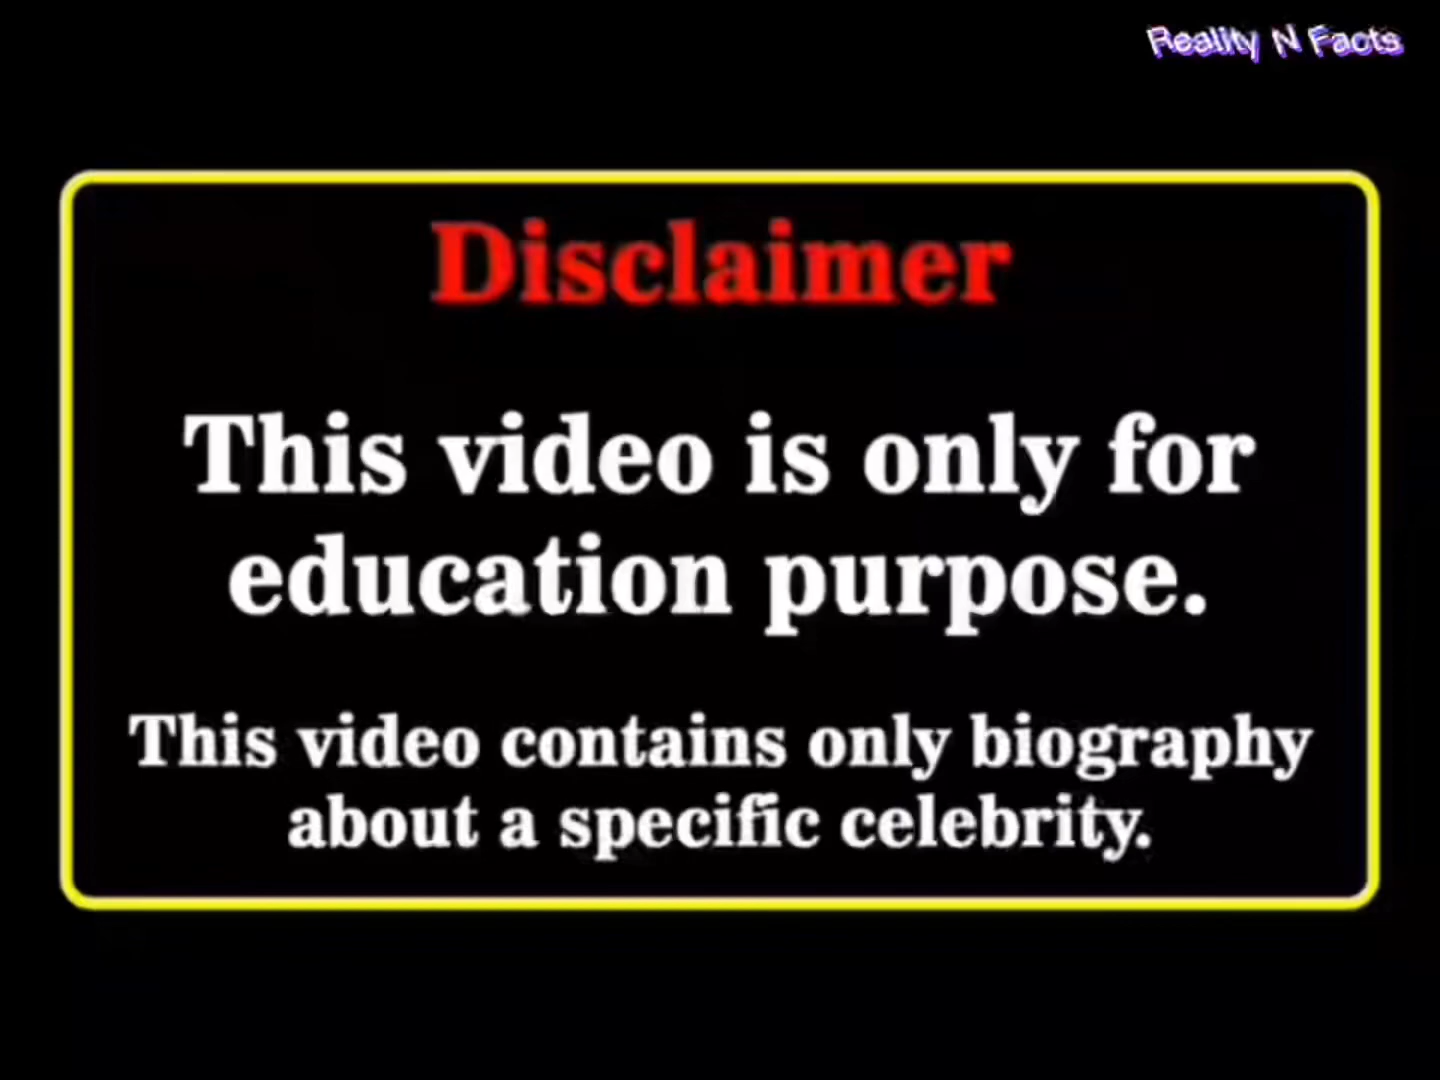 Reality N Facts
Disclaimer
This video is only for
education purpose.
This video contains only biography
about a specific celebrity.